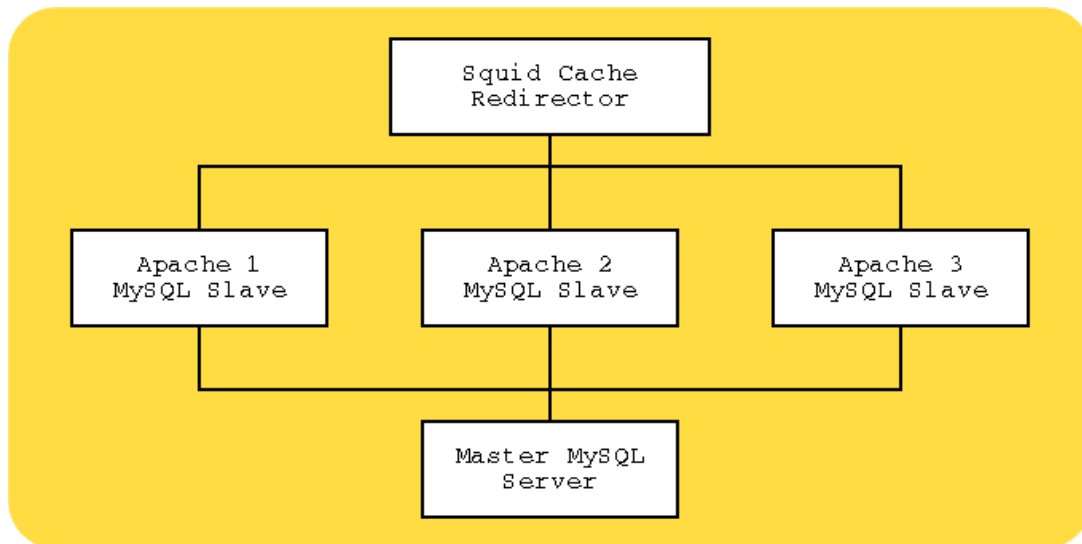 Squid Cache
Redirector
Apache 1
MySQL Slave
Apache 2
MySQL Slave
Apache 3
MySQL Slave
Master MySQL
Server